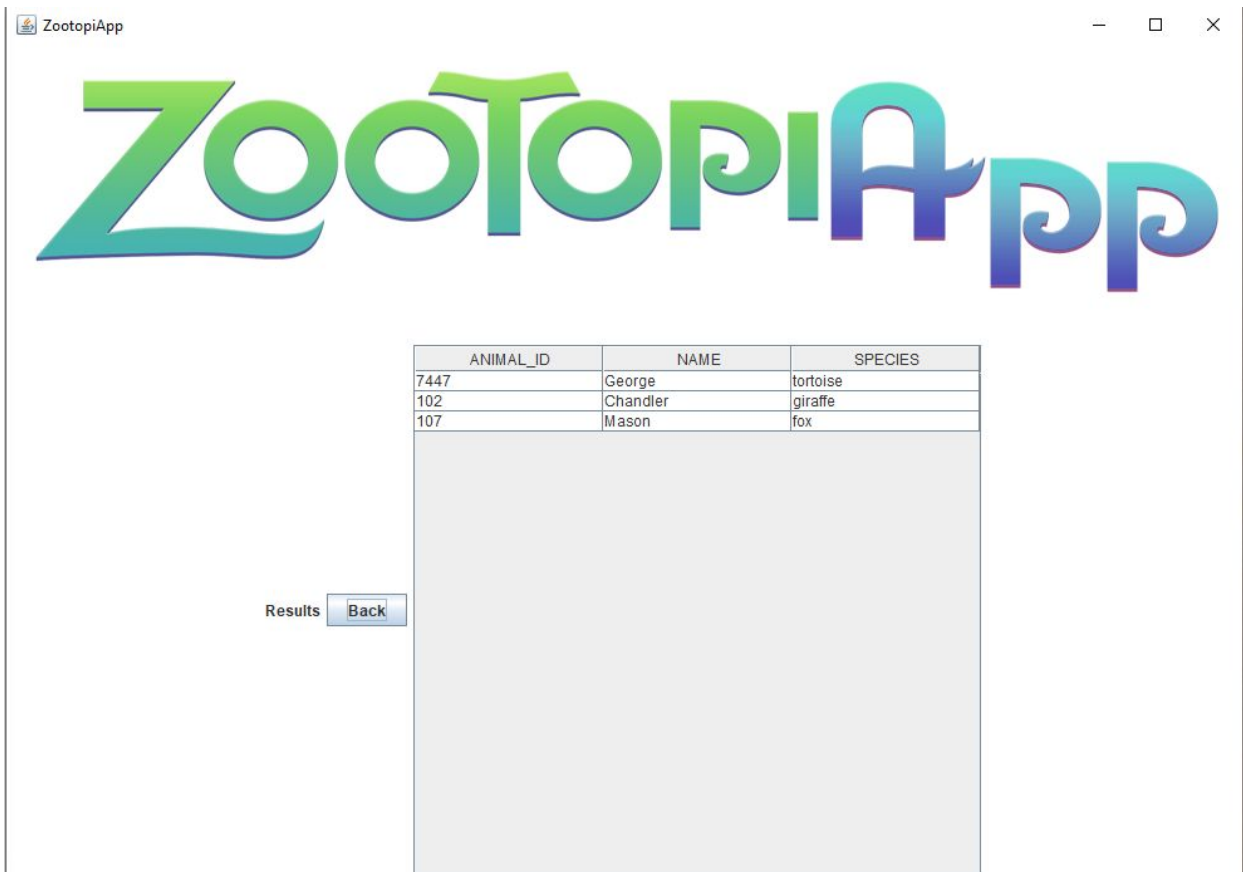 ZootopiApp
ZooTopiApp
ANIMAL_ID NAME SPECIES
7447 George tortoise
102 Chandler giraffe
107 Mason fox
Results Back